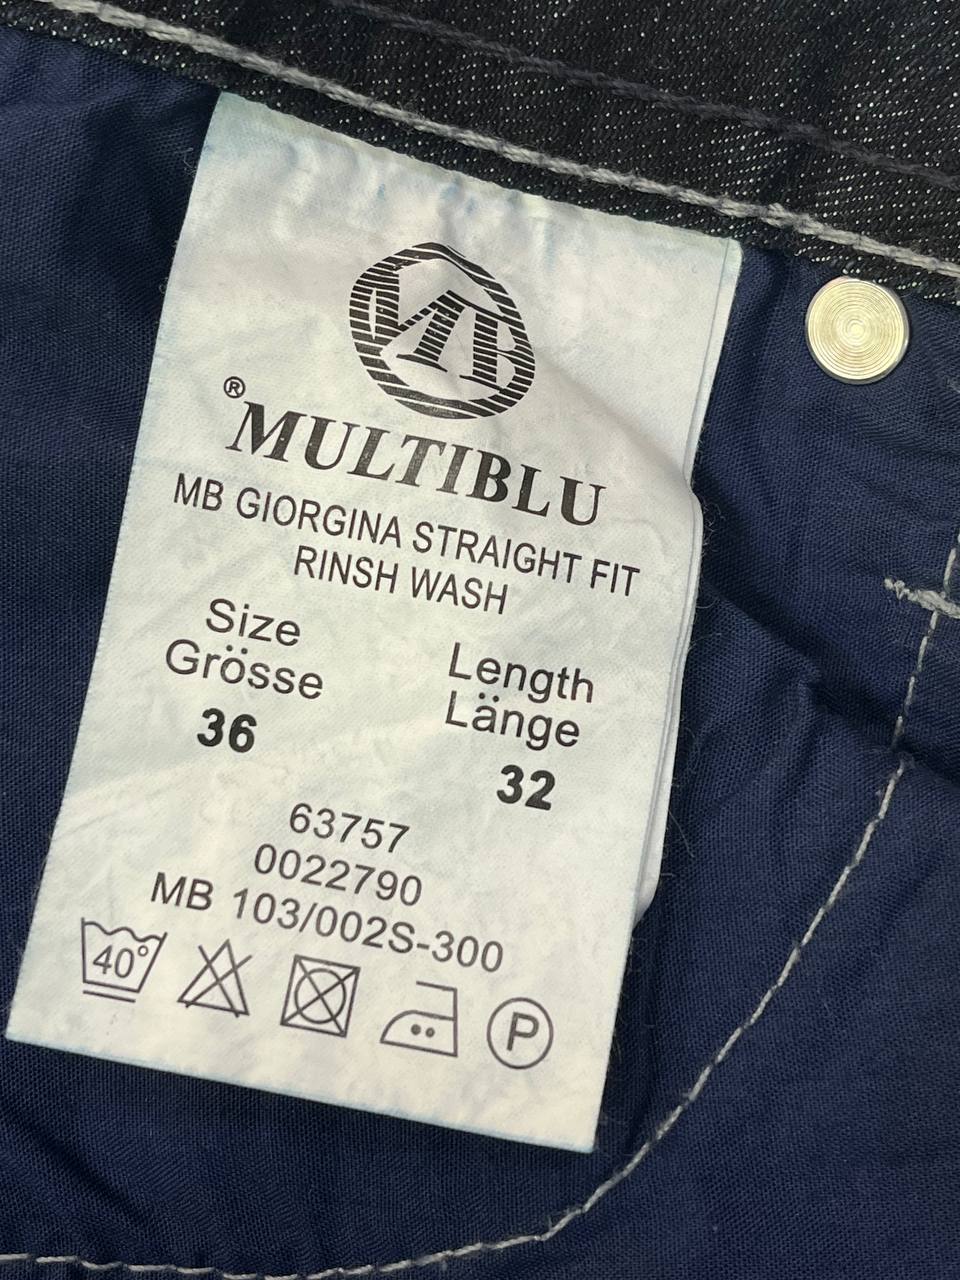 MB
®
MULTIBLU
MB GIORGINA STRAIGHT FIT
RINSH WASH
Size Length
Grösse Länge
36 32
63757
0022790
MB 103/002S-300
40°
P